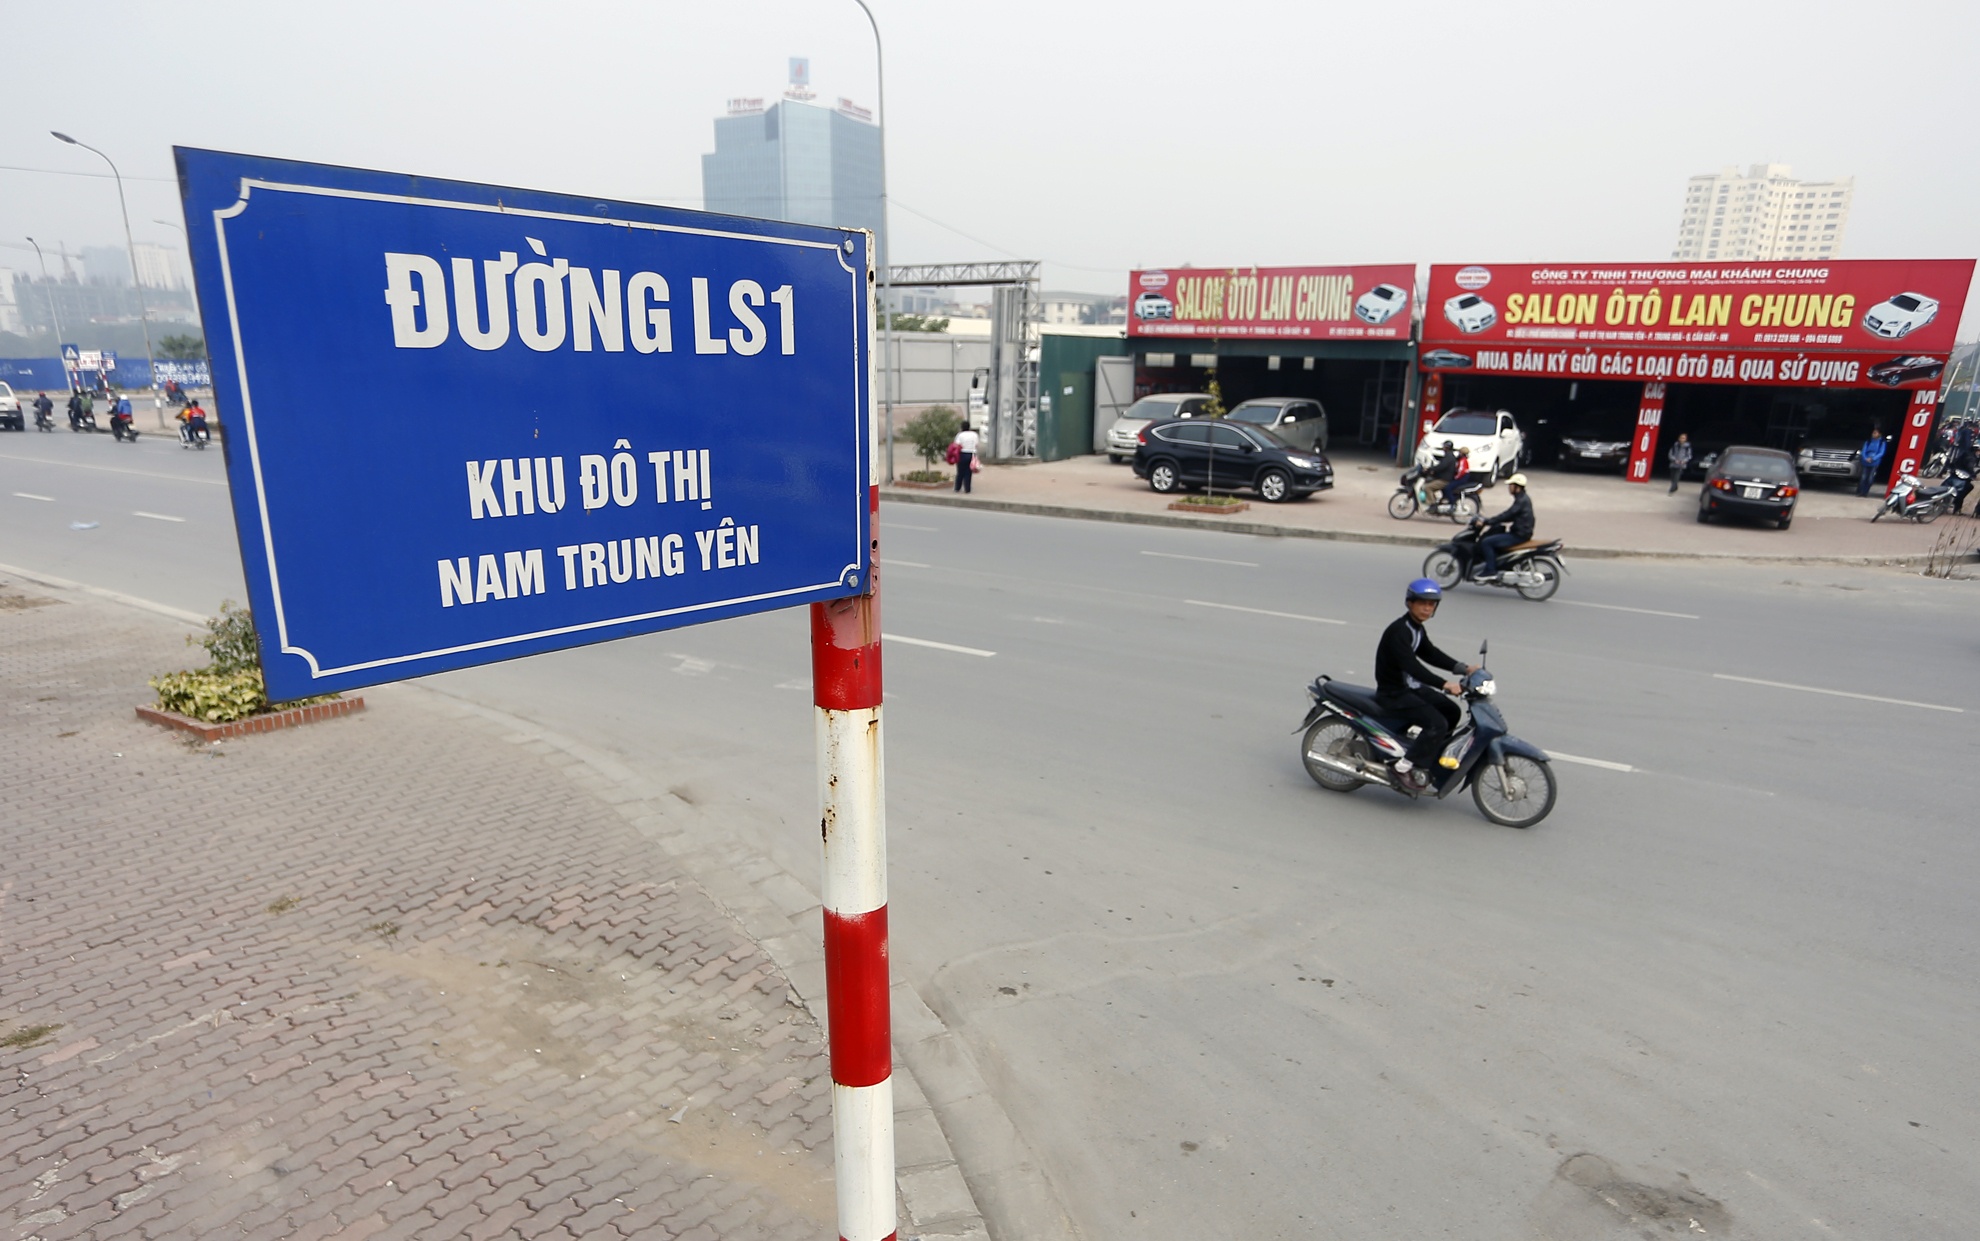 ĐƯỜNG LS1
KHU ĐÔ THỊ
NAM TRUNG YÊN
SALON ÔTÔ LAN CHUNG
CÔNG TY TNHH THƯƠNG MẠI KHÁNH CHUNG
SALON ÔTÔ LAN CHUNG
MUA BÁN KÝ GỬI CÁC LOẠI ÔTÔ ĐÃ QUA SỬ DỤNG
CÁC
LOẠI
Ô
TÔ
MỚI C